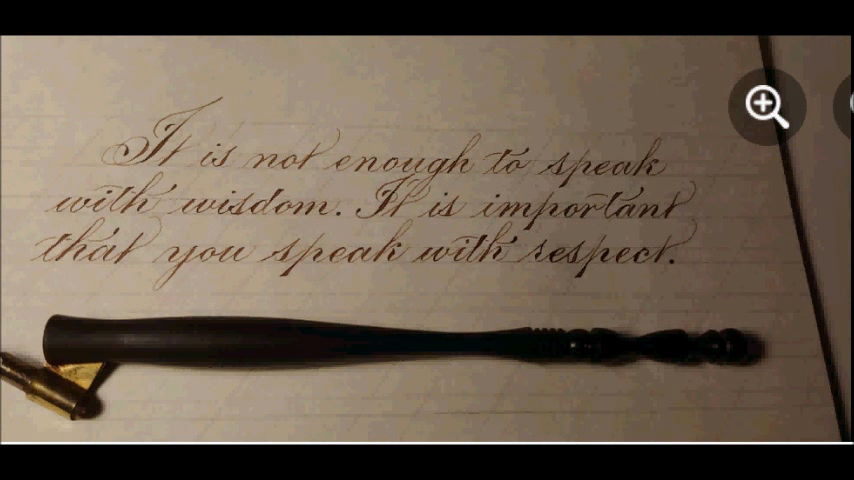 It is not enough to speak
with wisdom. It is important
that you speak with respect.